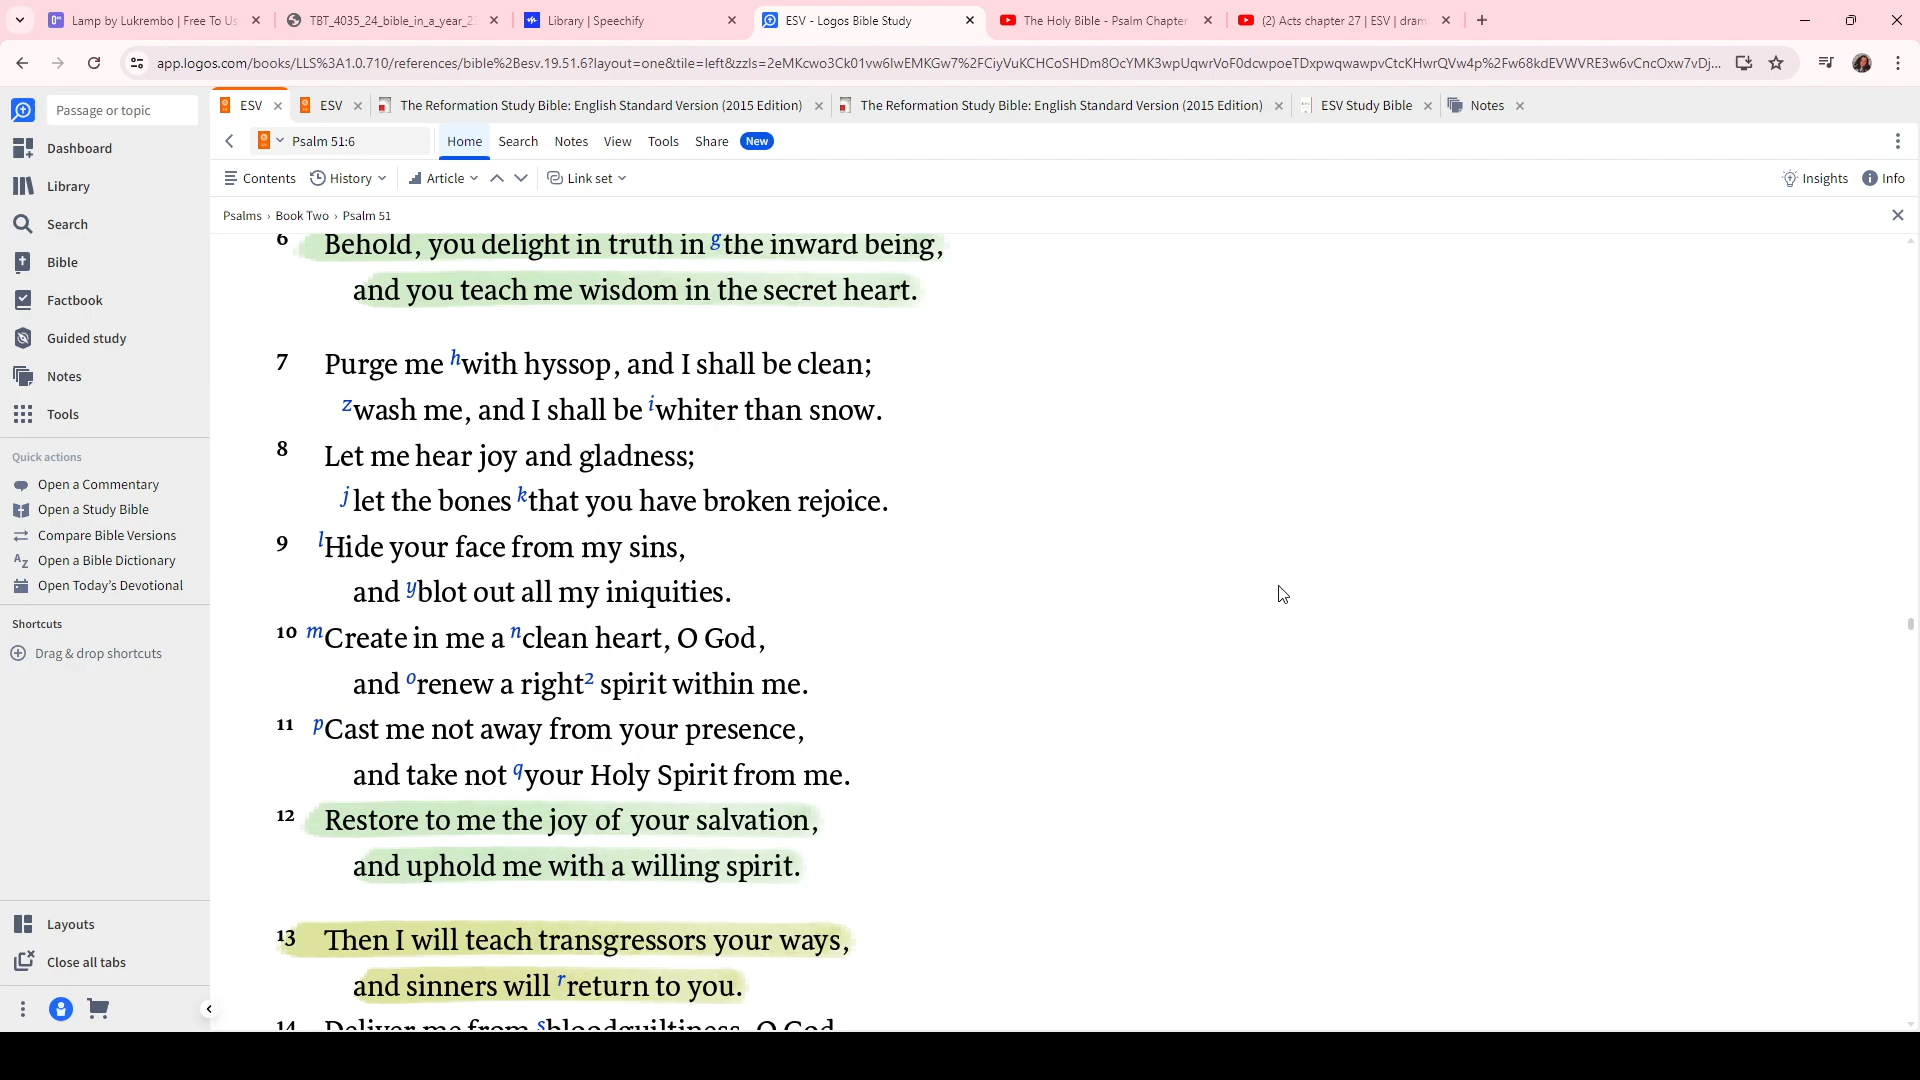 Lamp by Lukrembo | Free To Us
TBT_4035_24_bible_in_a_year_2
Library | Speechify
ESV - Logos Bible Study
The Holy Bible - Psalm Chapter
(2) Acts chapter 27 | ESV | dram
app.logos.com/books/LLS%3A1.0.710/references/bible%2Besv.19.51.6?layout=one&tile=left&zzls=2eMKcwo3Ck01vw6lwEMKGw7%2FCiyVuKCHCoSHDm8OcYMK3wpUqwrVoF0dcwpoeTDxpwqwawpvCtcKHwrQVw4p%2Fw68kdEVWVRE3w6vCncOxw7vDj...
Passage or topic
Dashboard
Library
Search
Bible
Factbook
Guided study
Notes
Tools
Quick actions
Open a Commentary
Open a Study Bible
Compare Bible Versions
Open a Bible Dictionary
Open Today's Devotional
Shortcuts
Drag & drop shortcuts
Layouts
Close all tabs
ESV
ESV
The Reformation Study Bible: English Standard Version (2015 Edition)
The Reformation Study Bible: English Standard Version (2015 Edition)
ESV Study Bible
Notes
Psalm 51:6
Home Search Notes View Tools Share New
Contents History Article Link set
Insights Info
Psalms › Book Two › Psalm 51
6 Behold, you delight in truth in g the inward being,
and you teach me wisdom in the secret heart.
7 Purge me h with hyssop, and I shall be clean;
z wash me, and I shall be i whiter than snow.
8 Let me hear joy and gladness;
j let the bones k that you have broken rejoice.
9 l Hide your face from my sins,
and y blot out all my iniquities.
10 m Create in me a n clean heart, O God,
and o renew a right 2 spirit within me.
11 p Cast me not away from your presence,
and take not q your Holy Spirit from me.
12 Restore to me the joy of your salvation,
and uphold me with a willing spirit.
13 Then I will teach transgressors your ways,
and sinners will r return to you.
14 Deliver me from s bloodguiltiness, O God